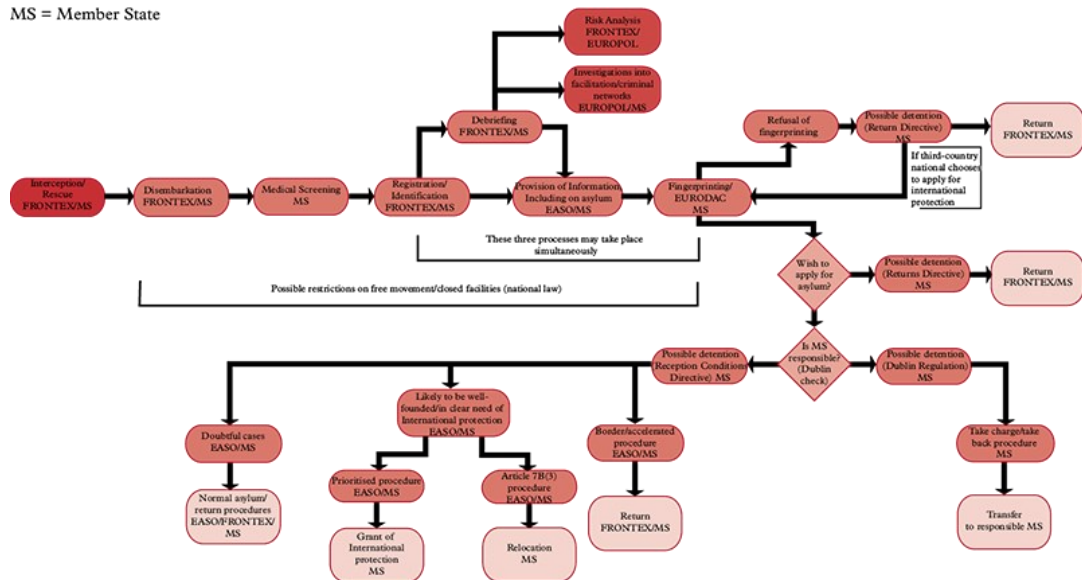 MS = Member State
Risk Analysis
FRONTEX/
EUROPOL
Investigations into
facilitation/criminal
networks
EUROPOL/MS
Debriefing
FRONTEX/MS
Refusal of
fingerprinting
Possible detention
(Return Directive)
MS
Return
FRONTEX/MS
If third-country
national chooses
to apply for
international
protection
Interception/
Rescue
FRONTEX/MS
Disembarkation
FRONTEX/MS
Medical Screening
MS
Registration/
Identification
FRONTEX/MS
Provision of Information
Including on asylum
EASO/MS
Fingerprinting/
EURODAC
MS
These three processes may take place
simultaneously
Possible restrictions on free movement/closed facilities (national law)
Wish to
apply for
asylum?
Possible detention
(Returns Directive)
MS
Return
FRONTEX/MS
Is MS
responsible?
(Dublin
check)
Possible detention
Reception Conditions
Directive) MS
Possible detention
(Dublin Regulation)
MS
Likely to be well-
founded/in clear need of
International protection
EASO/MS
Doubtful cases
EASO/MS
Border/accelerated
procedure
EASO/MS
Take charge/take
back procedure
MS
Prioritised procedure
EASO/MS
Article 7B(3)
procedure
EASO/MS
Normal asylum/
return procedures
EASO/FRONTEX/
MS
Grant of
International
protection
MS
Relocation
MS
Return
FRONTEX/MS
Transfer
to responsible MS